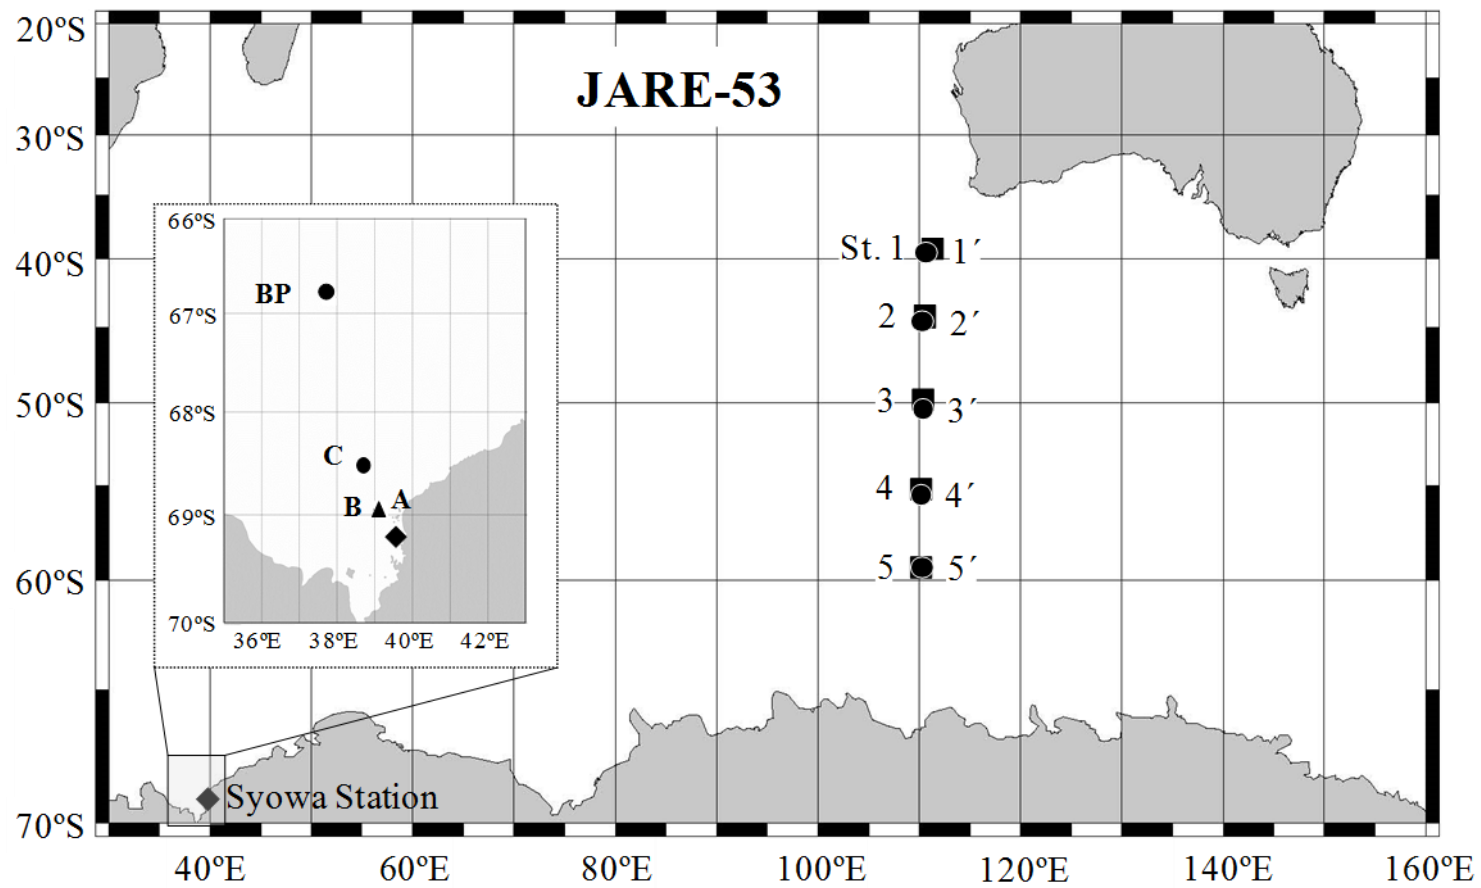 JARE-53
20ºS
30ºS
40ºS
50ºS
60ºS
70ºS
St. 1 1´
2 2´
3 3´
4 4´
5 5´
66ºS
67ºS
68ºS
69ºS
70ºS
BP
C
B A
36ºE 38ºE 40ºE 42ºE
Syowa Station
40ºE 60ºE 80ºE 100ºE 120ºE 140ºE 160ºE